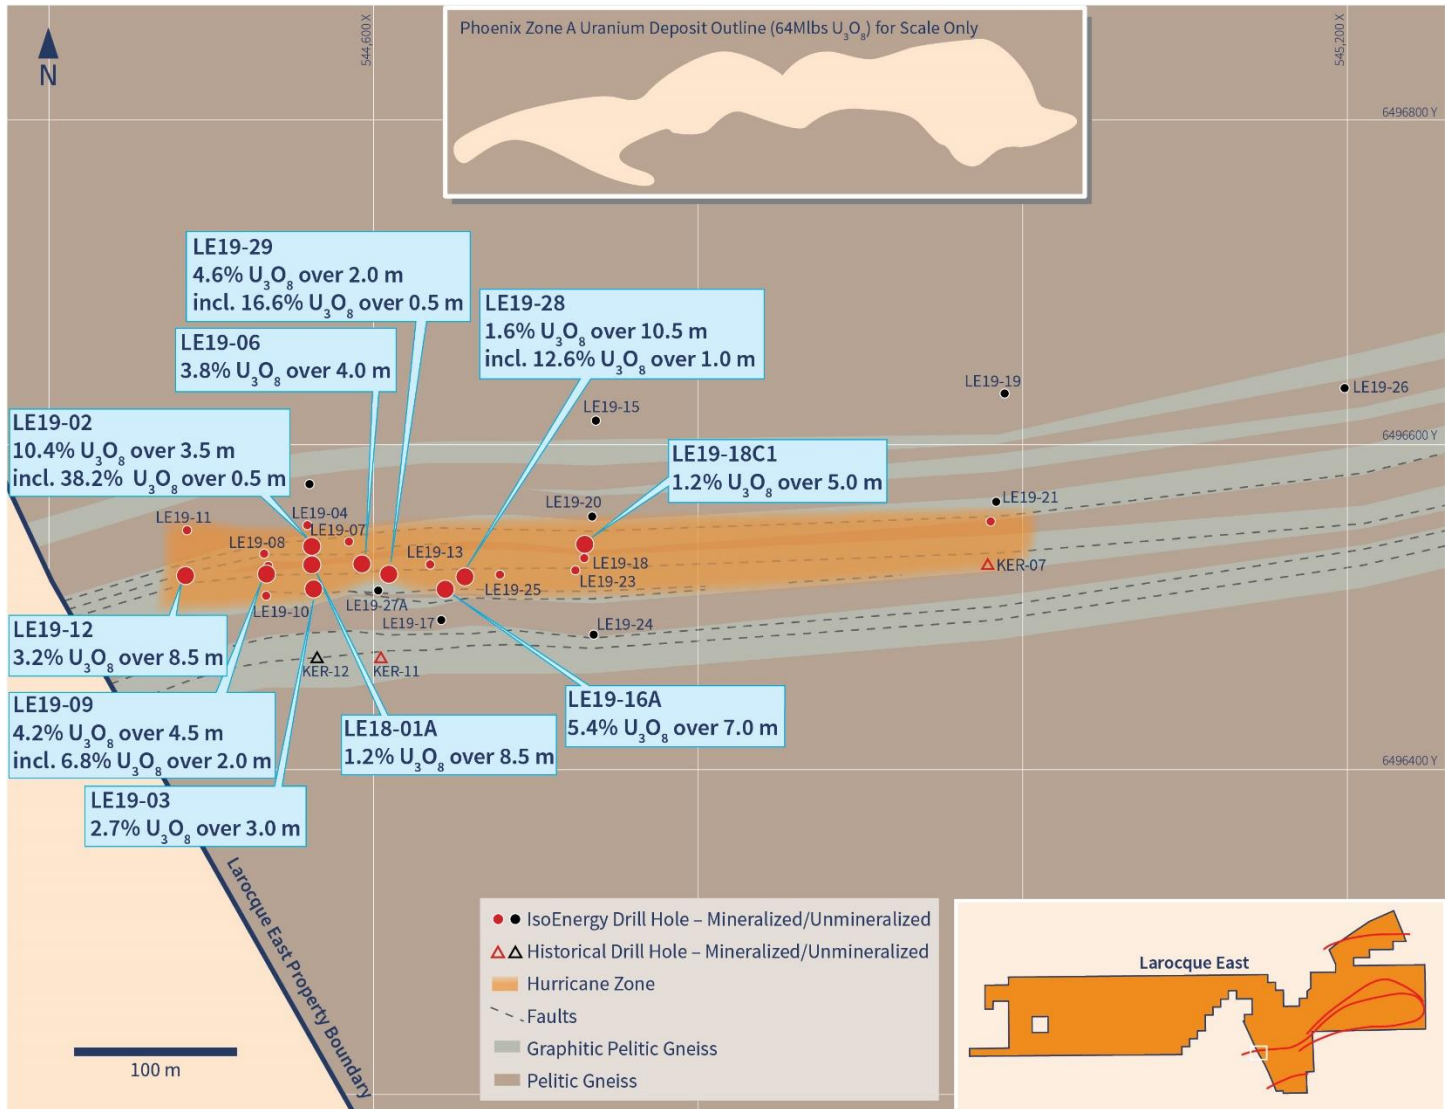 Phoenix Zone A Uranium Deposit Outline (64Mlbs U₃O₈) for Scale Only
544,600 X
545,200 X
N
6496800 Y
LE19-29
4.6% U₃O₈ over 2.0 m
incl. 16.6% U₃O₈ over 0.5 m
LE19-28
1.6% U₃O₈ over 10.5 m
incl. 12.6% U₃O₈ over 1.0 m
LE19-06
3.8% U₃O₈ over 4.0 m
LE19-19
LE19-26
LE19-15
LE19-02
10.4% U₃O₈ over 3.5 m
incl. 38.2% U₃O₈ over 0.5 m
6496600 Y
LE19-18C1
1.2% U₃O₈ over 5.0 m
LE19-20
LE19-21
LE19-11
LE19-04
LE19-07
LE19-08
LE19-13
LE19-18
LE19-23
KER-07
LE19-25
LE19-10
LE19-27A
LE19-17
LE19-24
LE19-12
3.2% U₃O₈ over 8.5 m
KER-12
KER-11
LE19-09
4.2% U₃O₈ over 4.5 m
incl. 6.8% U₃O₈ over 2.0 m
LE18-01A
1.2% U₃O₈ over 8.5 m
LE19-16A
5.4% U₃O₈ over 7.0 m
6496400 Y
LE19-03
2.7% U₃O₈ over 3.0 m
Larocque East Property Boundary
100 m
IsoEnergy Drill Hole – Mineralized/Unmineralized
Historical Drill Hole – Mineralized/Unmineralized
Hurricane Zone
Faults
Graphitic Pelitic Gneiss
Pelitic Gneiss
Larocque East